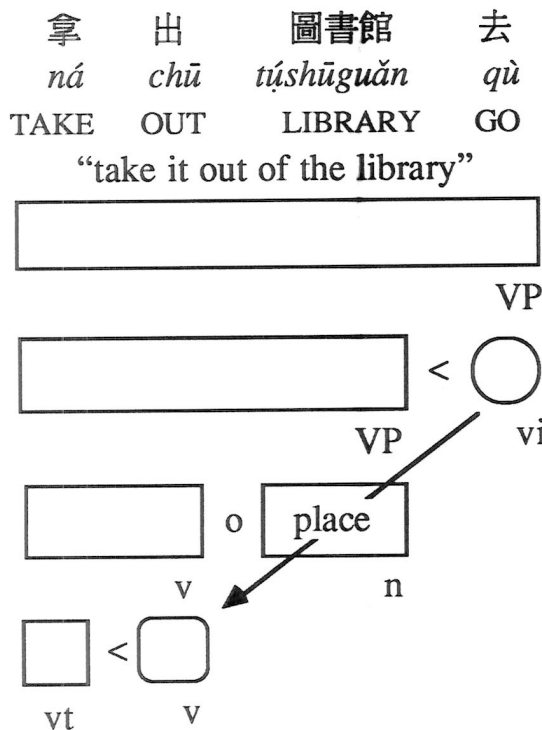 拿 出 圖書館 去
ná chū túshūguǎn qù
TAKE OUT LIBRARY GO
“take it out of the library”
VP
<
VP vi
o place
v n
<
vt v